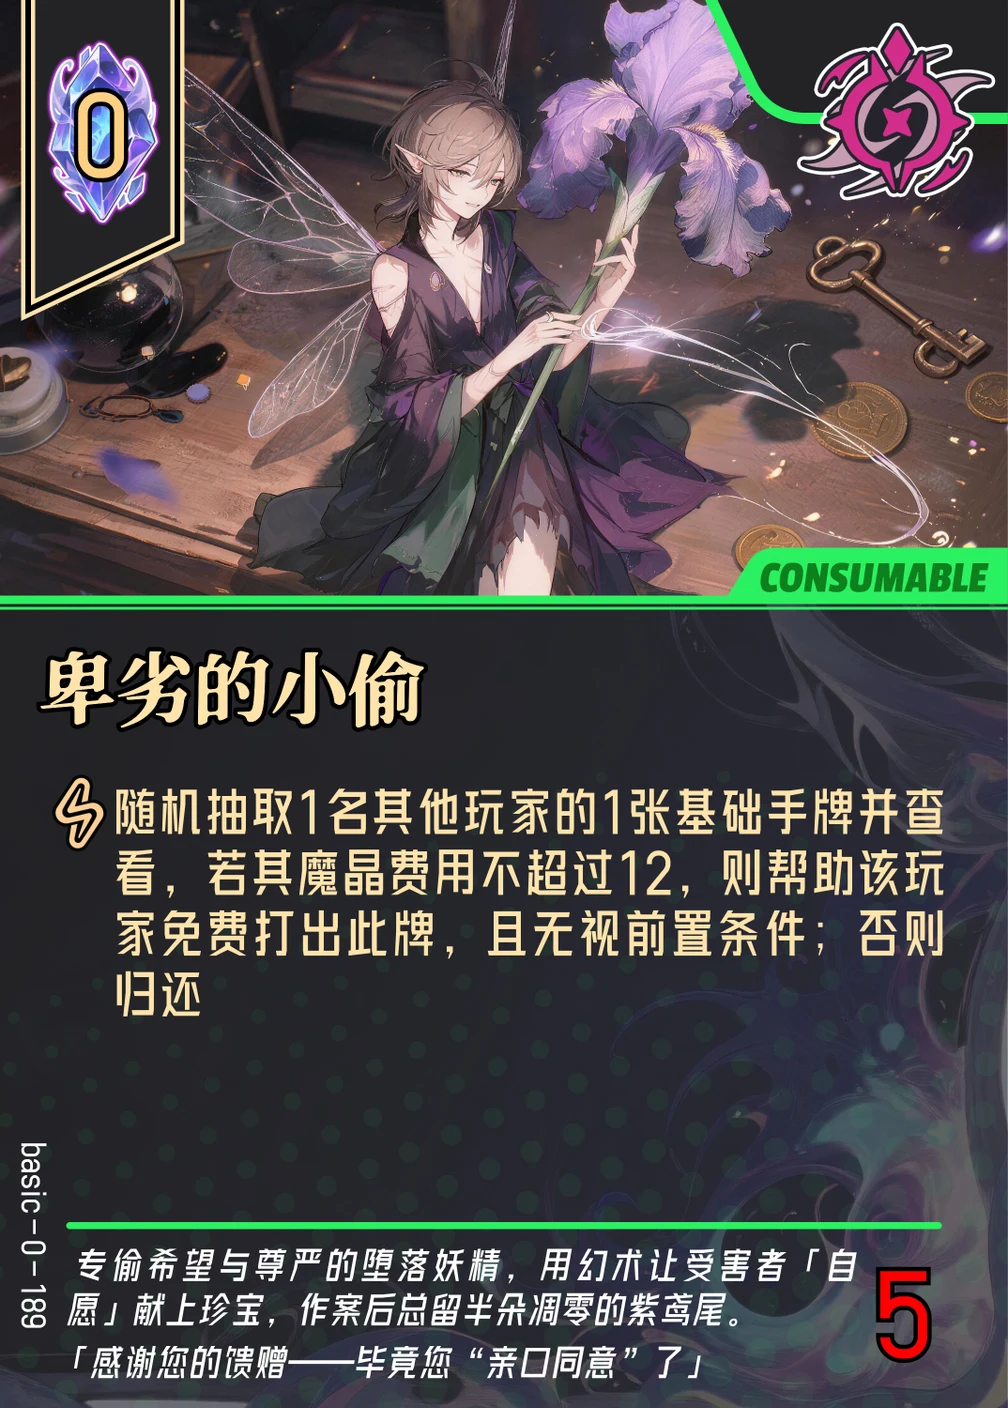 0
CONSUMABLE
卑劣的小偷
随机抽取1名其他玩家的1张基础手牌并查
看，若其魔晶费用不超过12，则帮助该玩
家免费打出此牌，且无视前置条件；否则
归还
basic-0-189
专偷希望与尊严的堕落妖精，用幻术让受害者「自
愿」献上珍宝，作案后总留半朵凋零的紫鸢尾。
「感谢您的馈赠——毕竟您“亲口同意”了」
5